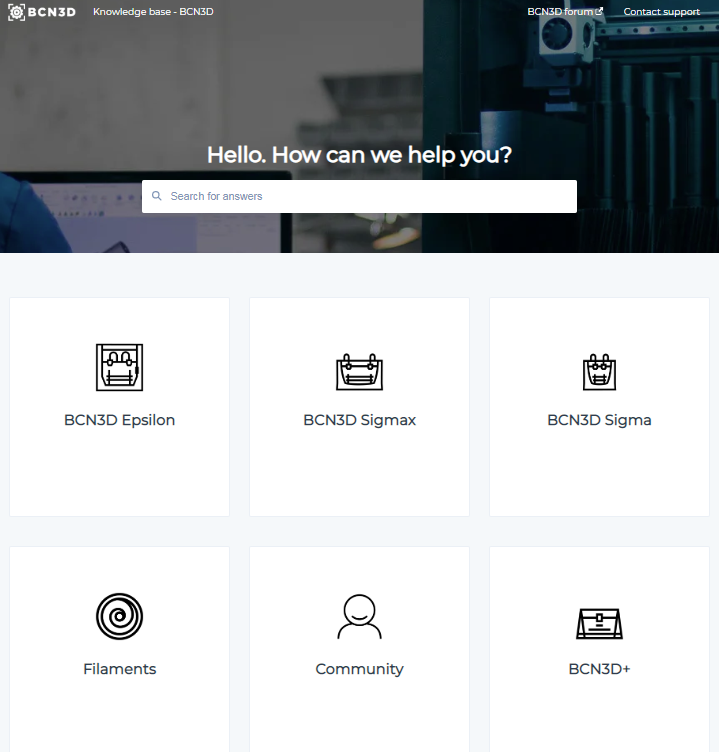 BCN3D Knowledge base - BCN3D BCN3D forum Contact support
Hello. How can we help you?
Search for answers
BCN3D Epsilon BCN3D Sigmax BCN3D Sigma
Filaments Community BCN3D+